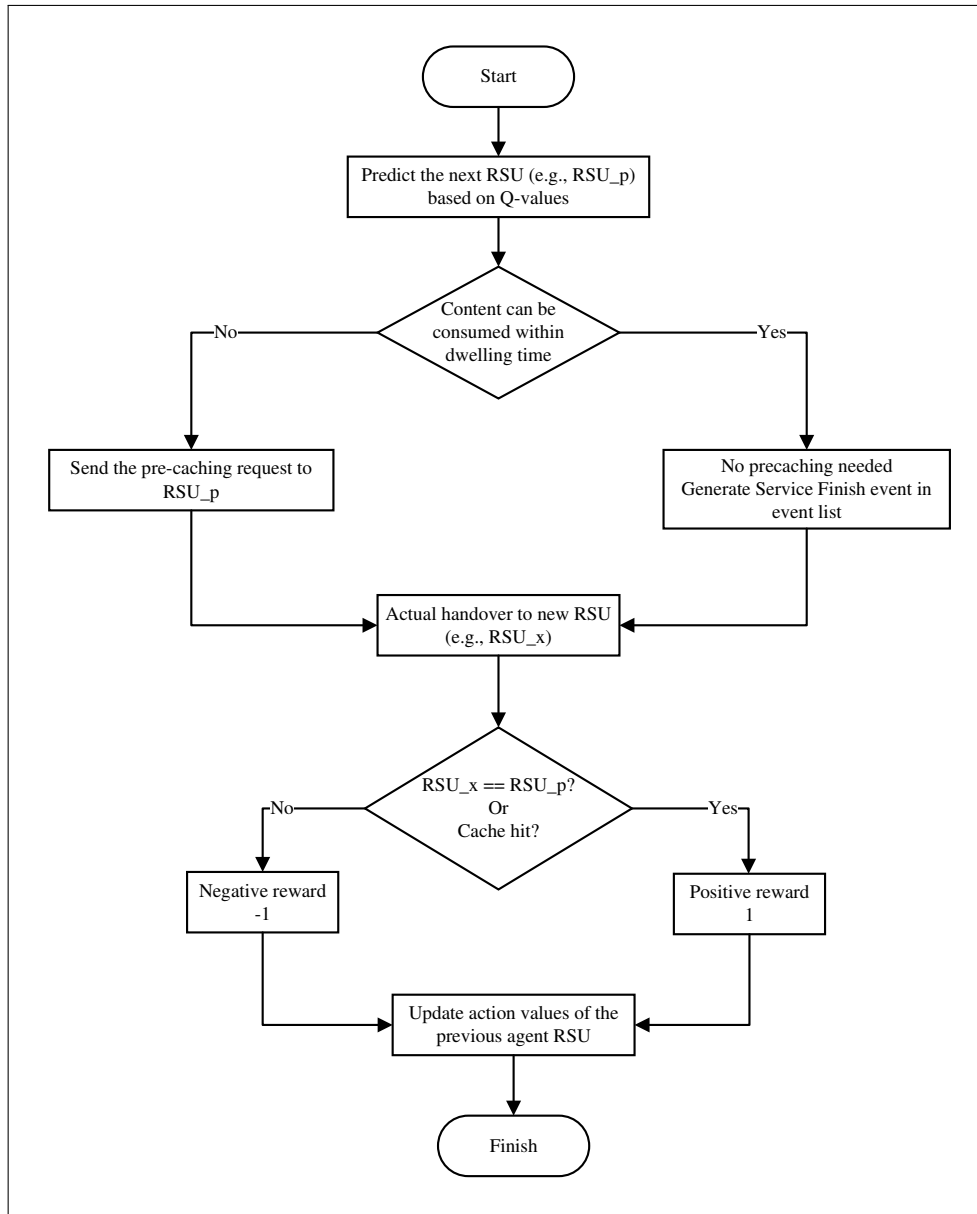 Start
Predict the next RSU (e.g., RSU_p)
based on Q-values
Content can be
consumed within
dwelling time
No
Yes
Send the pre-caching request to
RSU_p
No precaching needed
Generate Service Finish event in
event list
Actual handover to new RSU
(e.g., RSU_x)
RSU_x == RSU_p?
Or
Cache hit?
No
Yes
Negative reward
-1
Positive reward
1
Update action values of the
previous agent RSU
Finish